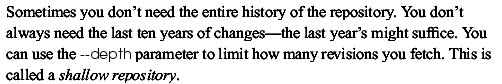 Sometimes you don't need the entire history of the repository. You don't
always need the last ten years of changes—the last year's might suffice. You
can use the --depth parameter to limit how many revisions you fetch. This is
called a shallow repository.